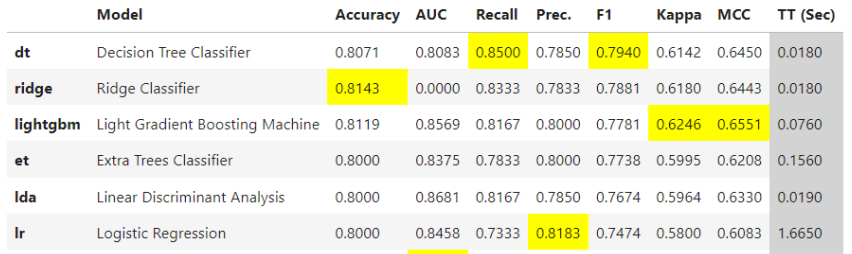 Model Accuracy AUC Recall Prec. F1 Kappa MCC TT (Sec)
dt Decision Tree Classifier 0.8071 0.8083 0.8500 0.7850 0.7940 0.6142 0.6450 0.0180
ridge Ridge Classifier 0.8143 0.0000 0.8333 0.7833 0.7881 0.6180 0.6443 0.0180
lightgbm Light Gradient Boosting Machine 0.8119 0.8569 0.8167 0.8000 0.7781 0.6246 0.6551 0.0760
et Extra Trees Classifier 0.8000 0.8375 0.7833 0.8000 0.7738 0.5995 0.6208 0.1560
lda Linear Discriminant Analysis 0.8000 0.8681 0.8167 0.7850 0.7674 0.5964 0.6330 0.0190
lr Logistic Regression 0.8000 0.8458 0.7333 0.8183 0.7474 0.5800 0.6083 1.6650